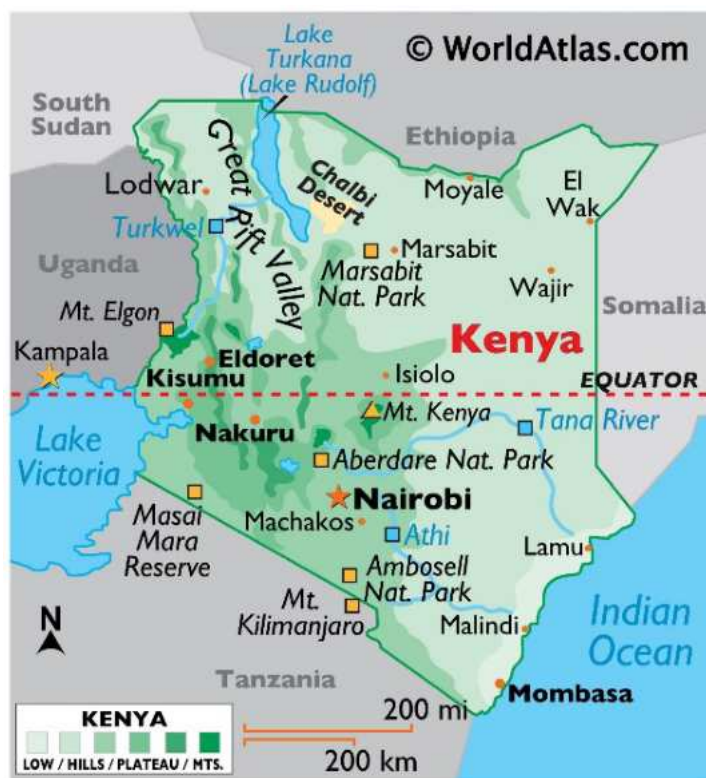 © WorldAtlas.com
Lake
Turkana
(Lake Rudolf)
South
Sudan
Ethiopia
Great Rift Valley
Chalbi
Desert
Lodwar
Moyale
El
Wak
Turkwel
Uganda
Marsabit
Marsabit
Nat. Park
Wajir
Somalia
Mt. Elgon
Kenya
Kampala
Eldoret
Kisumu
Isiolo
EQUATOR
Mt. Kenya
Tana River
Nakuru
Lake
Victoria
Aberdare Nat. Park
Nairobi
Masai
Mara
Reserve
Machakos
Athi
Lamu
Ambosell
Nat. Park
Mt.
Kilimanjaro
N
Malindi
Indian
Ocean
Tanzania
Mombasa
KENYA
LOW / HILLS / PLATEAU / MTS.
200 mi
200 km